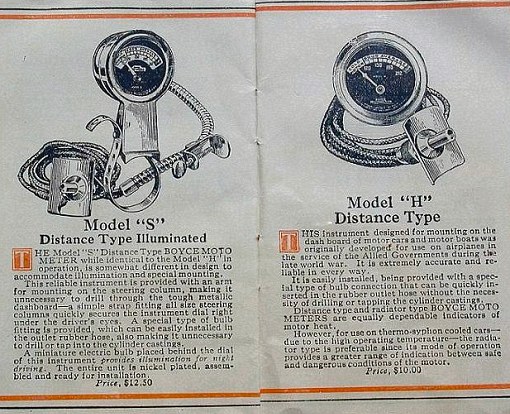 Model "S"
Distance Type Illuminated
THE Model "S" Distance Type BOYCE MOTO
METER while identical to the Model "H" in
operation, is somewhat different in design to
accommodate illumination and special mounting.
This reliable instrument is provided with an arm
for mounting on the steering column, making it
unnecessary to drill through the tough metallic
dashboard—a simple strap fitting all size steering
columns quickly secures the instrument dial right
under the driver's eyes. A special type of bulb
fitting is provided, which can be easily installed in
the outlet rubber hose, also making it unnecessary
to drill or tap into the cylinder castings.
A miniature electric bulb placed behind the dial
of this instrument provides illumination for night
driving. The entire unit is nickel plated, assem-
bled and ready for installation.
Price, $12.50
Model "H"
Distance Type
THIS Instrument designed for mounting on the
dash board of motor cars and motor boats was
originally developed for use on airplanes in
the service of the Allied Governments during the
late world war. It is extremely accurate and re-
liable in every way.
It is easily installed, being provided with a spec-
ial type of bulb connection that can be quickly in-
serted in the rubber outlet hose without the neces-
sity of drilling or tapping the cylinder castings.
Distance type and radiator type BOYCE MOTO
METERS are equally dependable indicators of
motor heat.
However, for use on thermo-syphon cooled cars—
due to the high operating temperature—the radia-
tor type is preferable since its mode of operation
provides a greater range of indication between safe
and dangerous conditions of the motor.
Price, $10.00